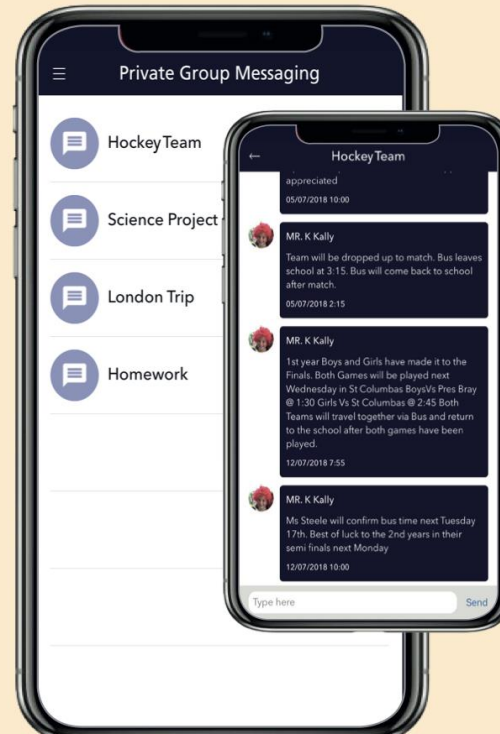 Private Group Messaging
Hockey Team
Science Project
London Trip
Homework
Hockey Team
appreciated
05/07/2018 10:00
MR. K Kally
Team will be dropped up to match. Bus leaves
school at 3:15. Bus will come back to school
after match.
05/07/2018 2:15
MR. K Kally
1st year Boys and Girls have made it to the
Finals. Both Games will be played next
Wednesday in St Columbas BoysVs Pres Bray
@ 1:30 Girls Vs St Columbas @ 2:45 Both
Teams will travel together via Bus and return
to the school after both games have been
played.
12/07/2018 7:55
MR. K Kally
Ms Steele will confirm bus time next Tuesday
17th. Best of luck to the 2nd years in their
semi finals next Monday
12/07/2018 10:00
Type here
Send